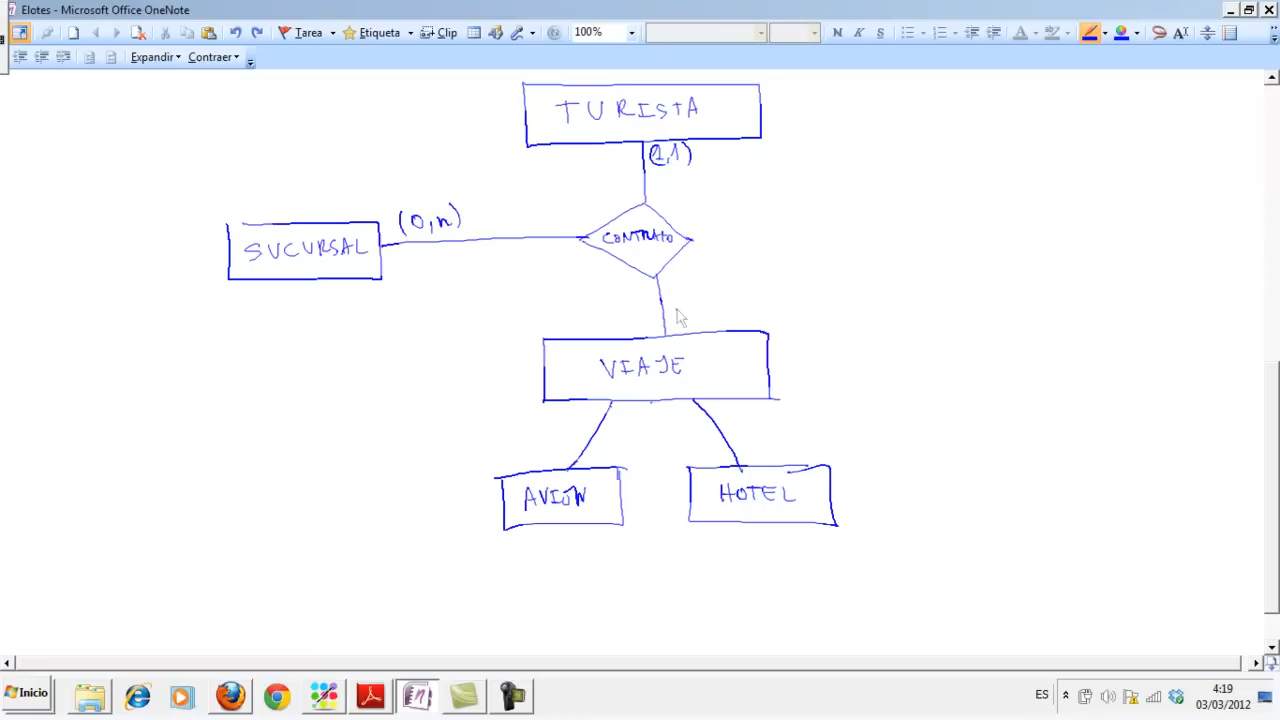 Elotes - Microsoft Office OneNote
Tarea Etiqueta Clip 100% N K S A
Expandir Contraer
TURISTA
(1,1)
(0,n)
SUCURSAL
CONTRATO
VIAJE
AVION
HOTEL
Inicio
ES
4:19
03/03/2012